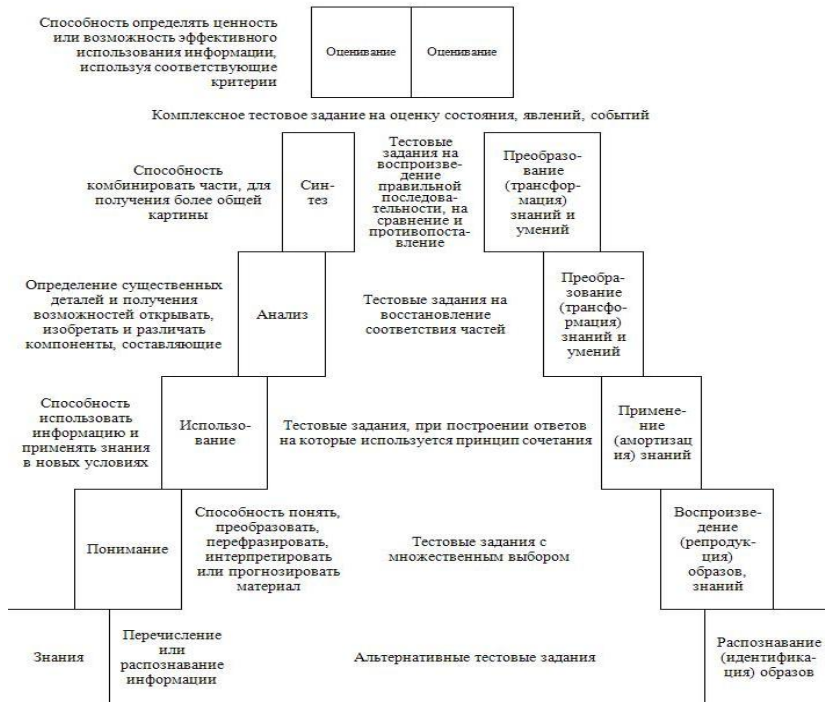 Способность определять ценность
или возможность эффективного
использования информации,
используя соответствующие
критерии
Оценивание
Оценивание
Комплексное тестовое задание на оценку состояния, явлений, событий
Способность
комбинировать части, для
получения более общей
картины
Син-
тез
Тестовые
задания на
воспроизве-
дение
правильной
последова-
тельности, на
сравнение и
противопоста-
вление
Преобразо-
вание
(трансфор-
мация)
знаний и
умений
Определение существенных
деталей и получения
возможностей открывать,
изобретать и различать
компоненты, составляющие
Анализ
Тестовые задания на
восстановление
соответствия частей
Преобра-
зование
(трансфо-
рмация)
знаний и
умений
Способность
использовать
информацию и
применять знания
в новых условиях
Использо-
вание
Тестовые задания, при построении ответов
на которые используется принцип сочетания
Примене-
ние
(амортизац
ия) знаний
Понимание
Способность понять,
преобразовать,
перефразировать,
интерпретировать
или прогнозировать
материал
Тестовые задания с
множественным выбором
Воспроизве-
дение
(репродук-
ция)
образов,
знаний
Знания
Перечисление
или
распознавание
информации
Альтернативные тестовые задания
Распознавание
(идентифика-
ция) образов